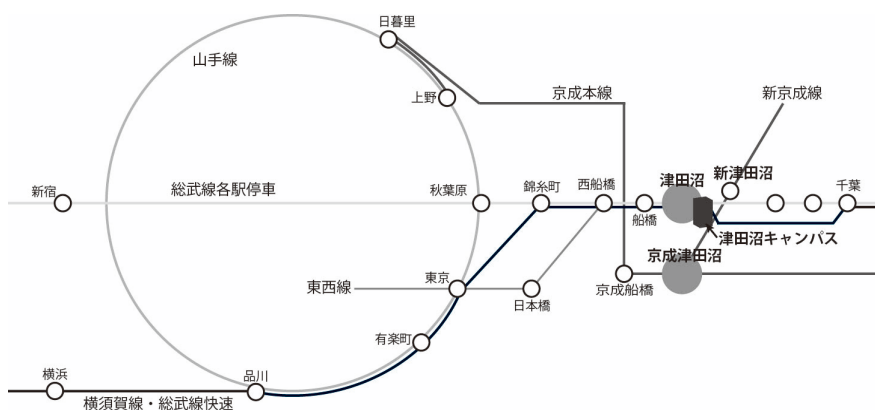 日暮里
山手線
上野
京成本線
新京成線
新宿
総武線各駅停車
秋葉原
錦糸町
西船橋
船橋
津田沼
新津田沼
千葉
津田沼キャンパス
京成津田沼
京成船橋
東西線
東京
日本橋
有楽町
横浜
品川
横須賀線・総武線快速